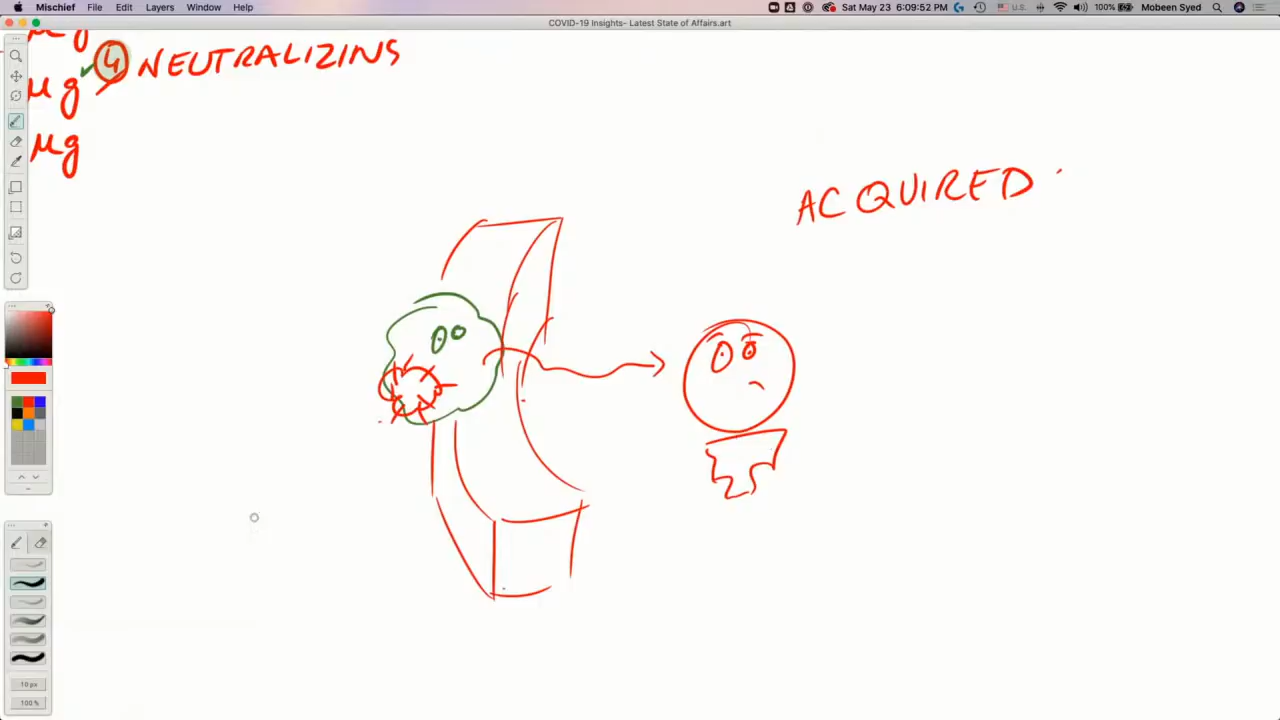 Mischief File Edit Layers Window Help 100% Sat May 23 6:09:52 PM Mobeen Syed
COVID-19 Insights- Latest State of Affairs.art
µg
④ NEUTRALIZINS
µg
µg
ACQUIRED
10 px
100 %